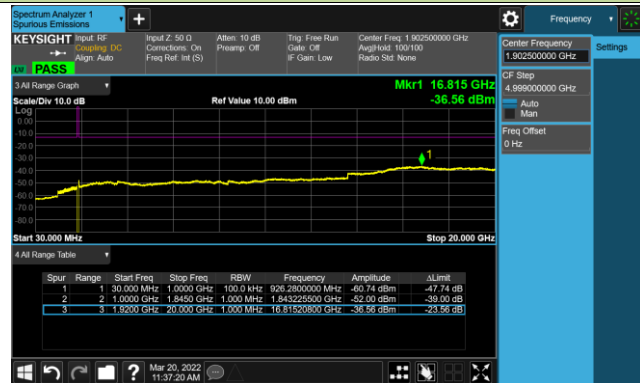 Spectrum Analyzer 1
Spurious Emissions
+
Frequency
KEYSIGHT Input: RF Input Z: 50 Ω Atten: 10 dB Trig: Free Run Center Freq: 1.902500000 GHz
Coupling: DC Corrections: On Preamp: Off Gate: Off Avg|Hold: 100/100
Align: Auto Freq Ref: Int (S) IF Gain: Low Radio Std: None
PASS
Center Frequency
1.902500000 GHz
Settings
CF Step
4.999000000 GHz
Auto
Man
Freq Offset
0 Hz
3 All Range Graph
Mkr1 16.815 GHz
Scale/Div 10.0 dB Ref Value 10.00 dBm -36.56 dBm
Log
0.00
-10.0
-20.0
1
-30.0
-40.0
-50.0
-60.0
-70.0
-80.0
Start 30.000 MHz Stop 20.000 GHz
4 All Range Table
Spur Range Start Freq Stop Freq RBW Frequency Amplitude ΔLimit
1 1 30.000 MHz 1.0000 GHz 100.0 kHz 926.2800000 MHz -60.74 dBm -47.74 dB
2 2 1.0000 GHz 1.8450 GHz 1.000 MHz 1.843225500 GHz -52.00 dBm -39.00 dB
3 3 1.9200 GHz 20.000 GHz 1.000 MHz 16.81520800 GHz -36.56 dBm -23.56 dB
?
Mar 20, 2022
11:37:20 AM